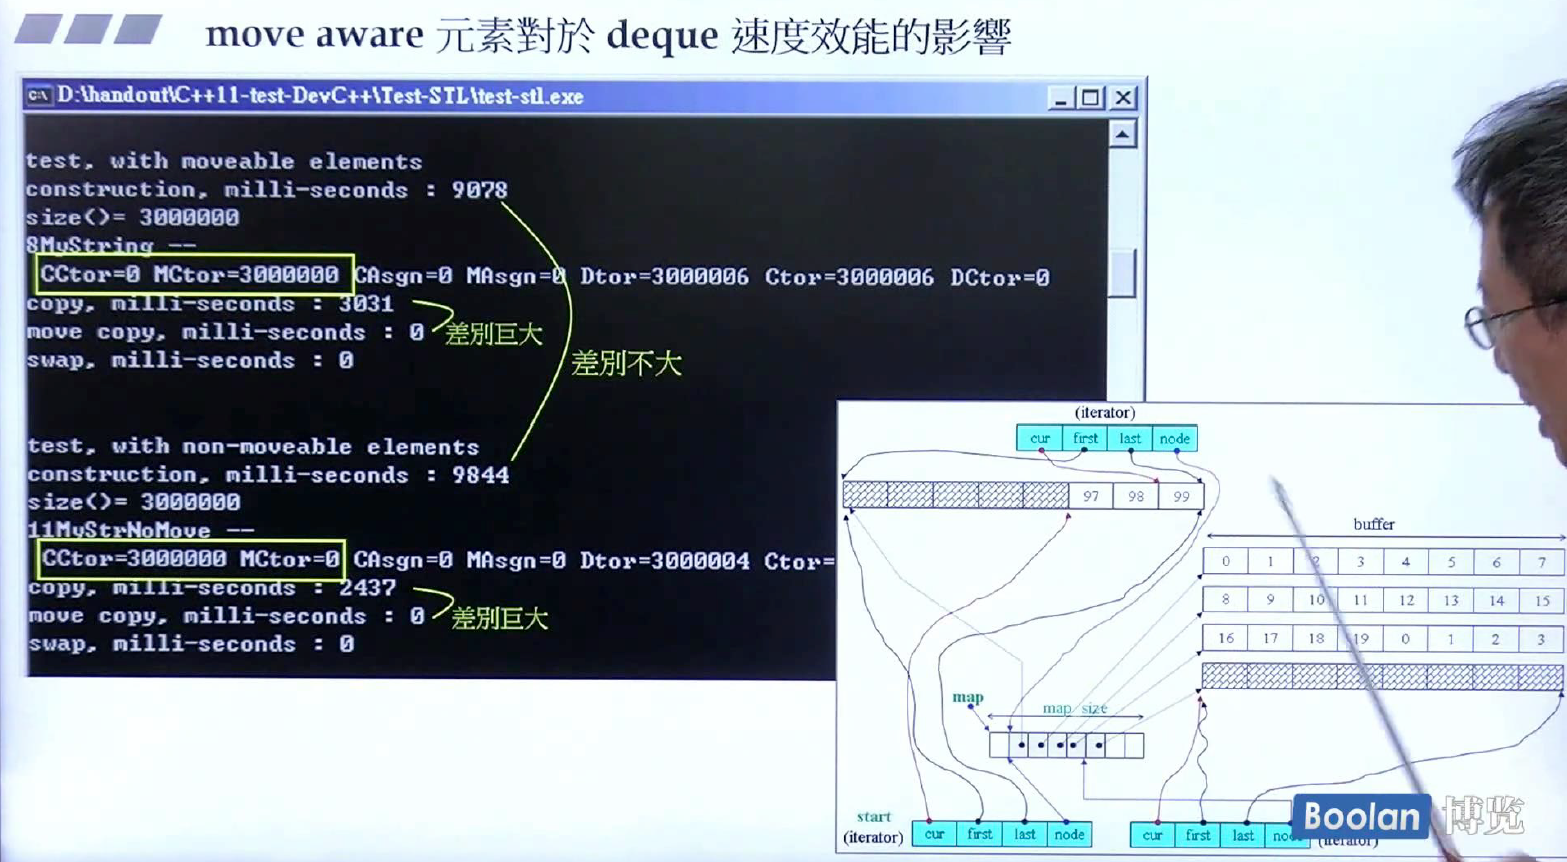 move aware 元素對於 deque 速度效能的影響
D:\handout\C++11-test-DevC++\Test-STL\test-stl.exe
test, with moveable elements
construction, milli-seconds : 9078
size()= 3000000
8MyString --
CCtor=0 MCtor=3000000 CAsgn=0 MAsgn=0 Dtor=3000006 Ctor=3000006 DCtor=0
copy, milli-seconds : 3031
move copy, milli-seconds : 0
差別巨大
swap, milli-seconds : 0
差別不大
test, with non-moveable elements
construction, milli-seconds : 9844
size()= 3000000
11MyStrNoMove --
CCtor=3000000 MCtor=0 CAsgn=0 MAsgn=0 Dtor=3000004 Ctor=
copy, milli-seconds : 2437
move copy, milli-seconds : 0
差別巨大
swap, milli-seconds : 0
(iterator)
cur first last node
97 98 99
buffer
0 1 2 3 4 5 6 7
8 9 10 11 12 13 14 15
16 17 18 19 0 1 2 3
map
map size
start
(iterator)
cur first last node
cur first last
(iterator)
Boolan 博览